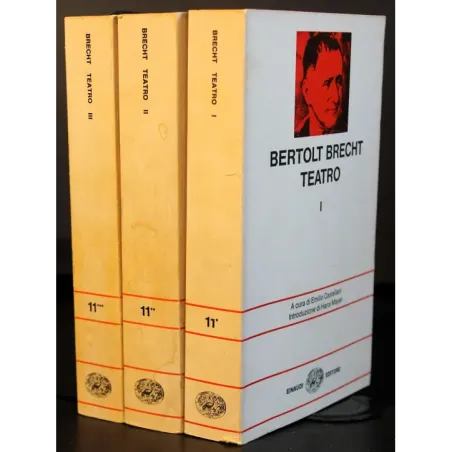 BRECHT TEATRO III
11***
BRECHT TEATRO II
11**
BRECHT TEATRO I
11*
BERTOLT BRECHT
TEATRO
I
A cura di Emilio Castellani
Introduzione di Hans Mayer
EINAUDI EDITORE